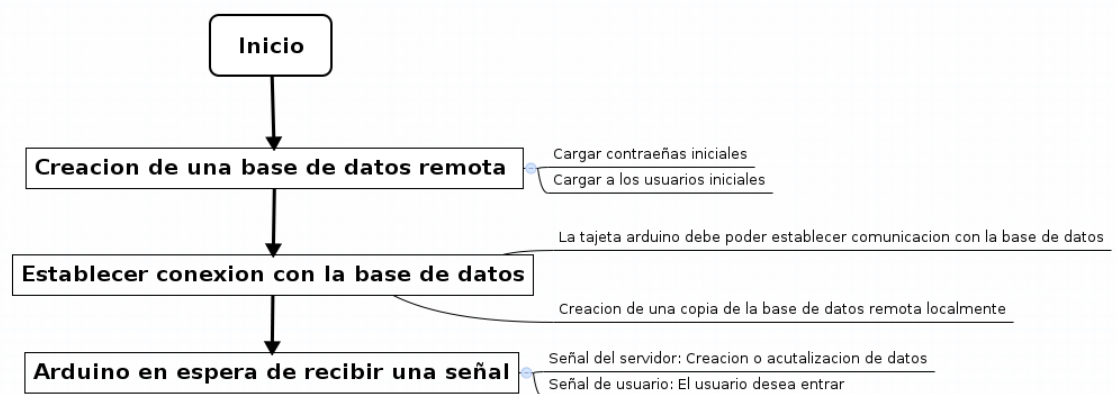 Inicio
Creacion de una base de datos remota
Cargar contraeñas iniciales
Cargar a los usuarios iniciales
La tajeta arduino debe poder establecer comunicacion con la base de datos
Establecer conexion con la base de datos
Creacion de una copia de la base de datos remota localmente
Arduino en espera de recibir una señal
Señal del servidor: Creacion o acutalizacion de datos
Señal de usuario: El usuario desea entrar